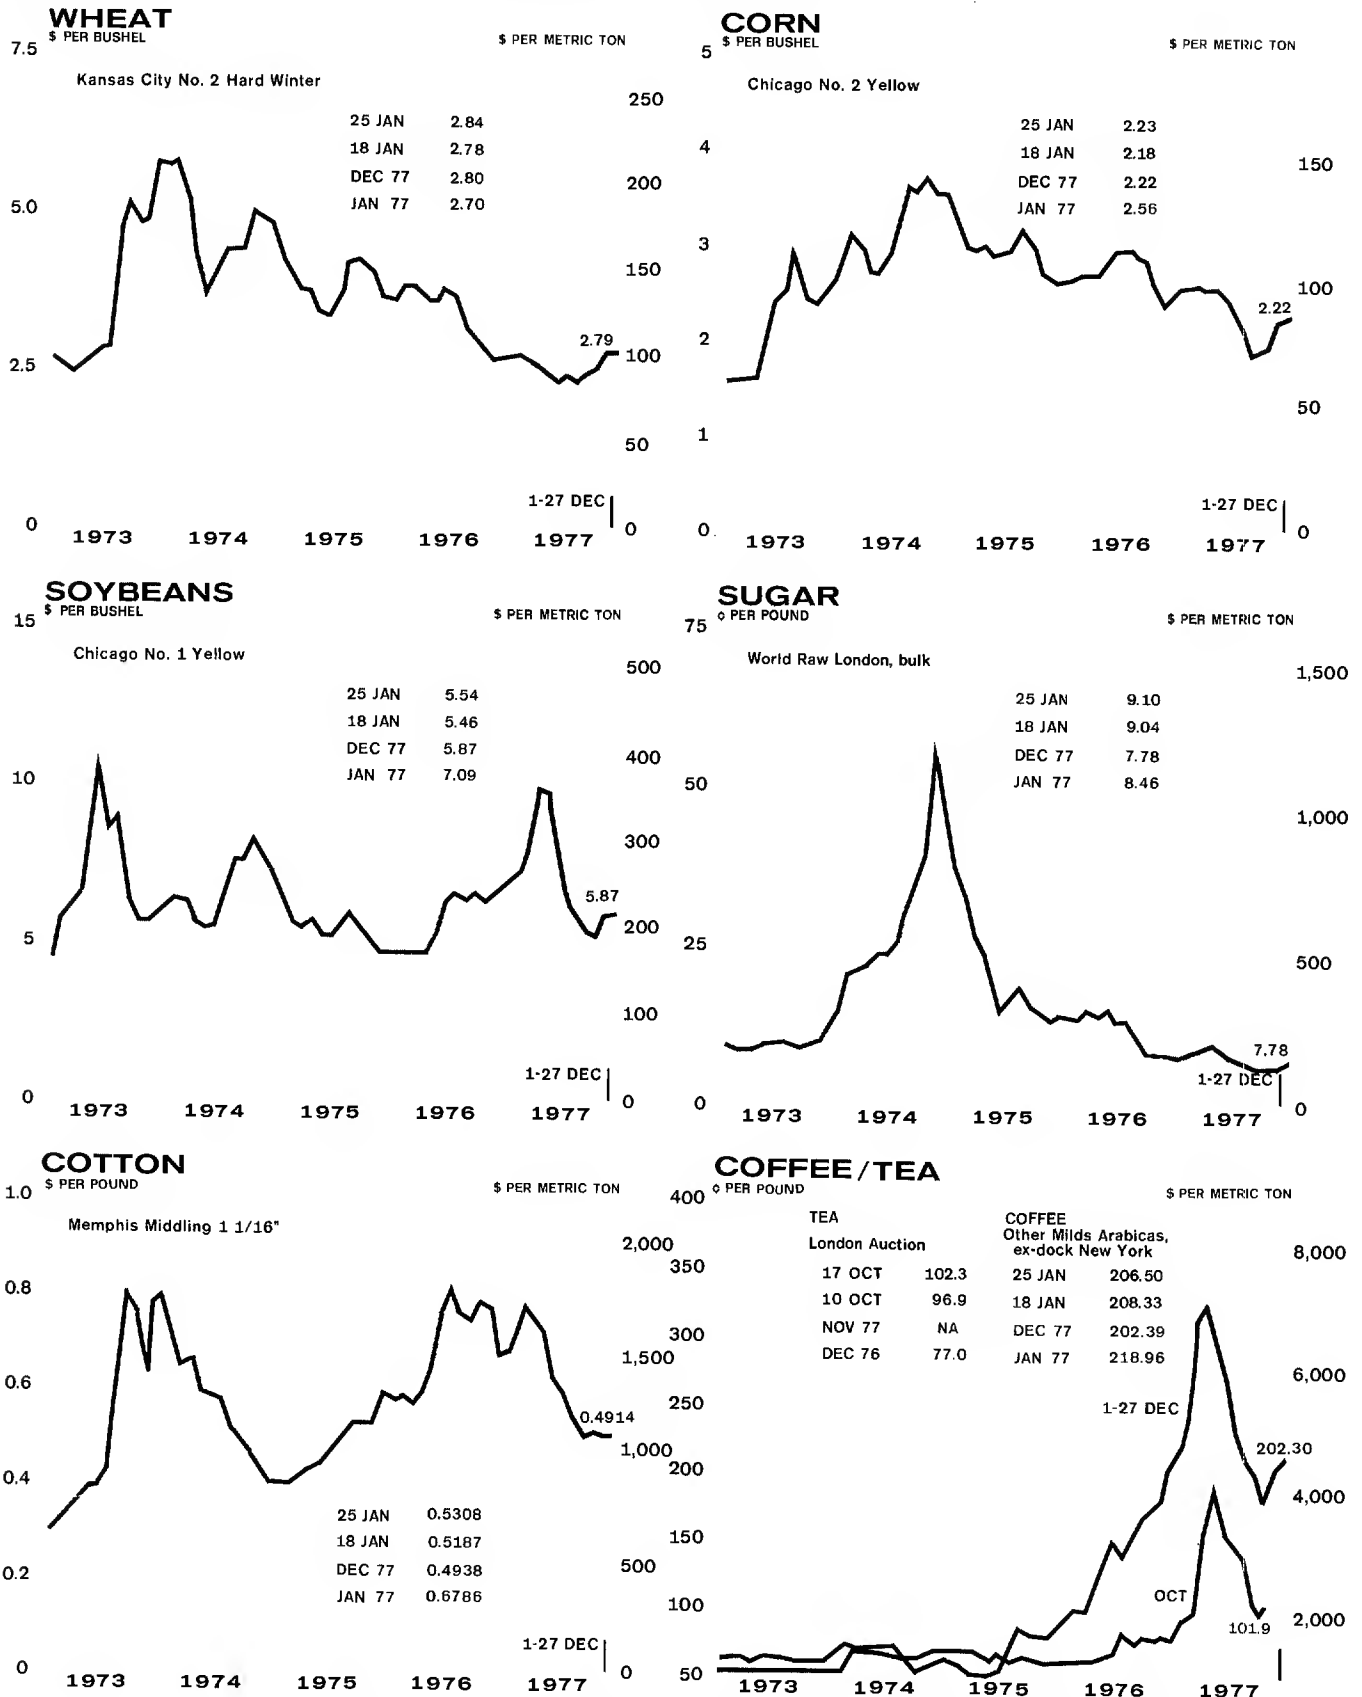 WHEAT
$ PER BUSHEL
$ PER METRIC TON
7.5
Kansas City No. 2 Hard Winter
250
25 JAN 2.84
18 JAN 2.78
DEC 77 2.80
JAN 77 2.70
200
5.0
150
2.79
2.5
100
50
1-27 DEC
0
0
1973 1974 1975 1976 1977
CORN
$ PER BUSHEL
$ PER METRIC TON
5
Chicago No. 2 Yellow
25 JAN 2.23
18 JAN 2.18
DEC 77 2.22
JAN 77 2.56
4
150
3
100
2.22
2
50
1
1-27 DEC
0
0
1973 1974 1975 1976 1977
SOYBEANS
$ PER BUSHEL
$ PER METRIC TON
15
Chicago No. 1 Yellow
500
25 JAN 5.54
18 JAN 5.46
DEC 77 5.87
JAN 77 7.09
400
10
300
5.87
200
5
100
1-27 DEC
0
0
1973 1974 1975 1976 1977
SUGAR
¢ PER POUND
$ PER METRIC TON
75
World Raw London, bulk
1,500
25 JAN 9.10
18 JAN 9.04
DEC 77 7.78
JAN 77 8.46
50
1,000
25
500
7.78
1-27 DEC
0
0
1973 1974 1975 1976 1977
COTTON
$ PER POUND
$ PER METRIC TON
1.0
Memphis Middling 1 1/16"
2,000
0.8
0.6
1,500
0.4914
1,000
0.4
25 JAN 0.5308
18 JAN 0.5187
DEC 77 0.4938
JAN 77 0.6786
0.2
500
1-27 DEC
0
0
1973 1974 1975 1976 1977
COFFEE/TEA
¢ PER POUND
$ PER METRIC TON
400
TEA
London Auction
17 OCT 102.3
10 OCT 96.9
NOV 77 NA
DEC 76 77.0
COFFEE
Other Milds Arabicas,
ex-dock New York
25 JAN 206.50
18 JAN 208.33
DEC 77 202.39
JAN 77 218.96
8,000
350
300
6,000
250
1-27 DEC
202.30
200
4,000
150
100
OCT
101.9
2,000
50
1973 1974 1975 1976 1977